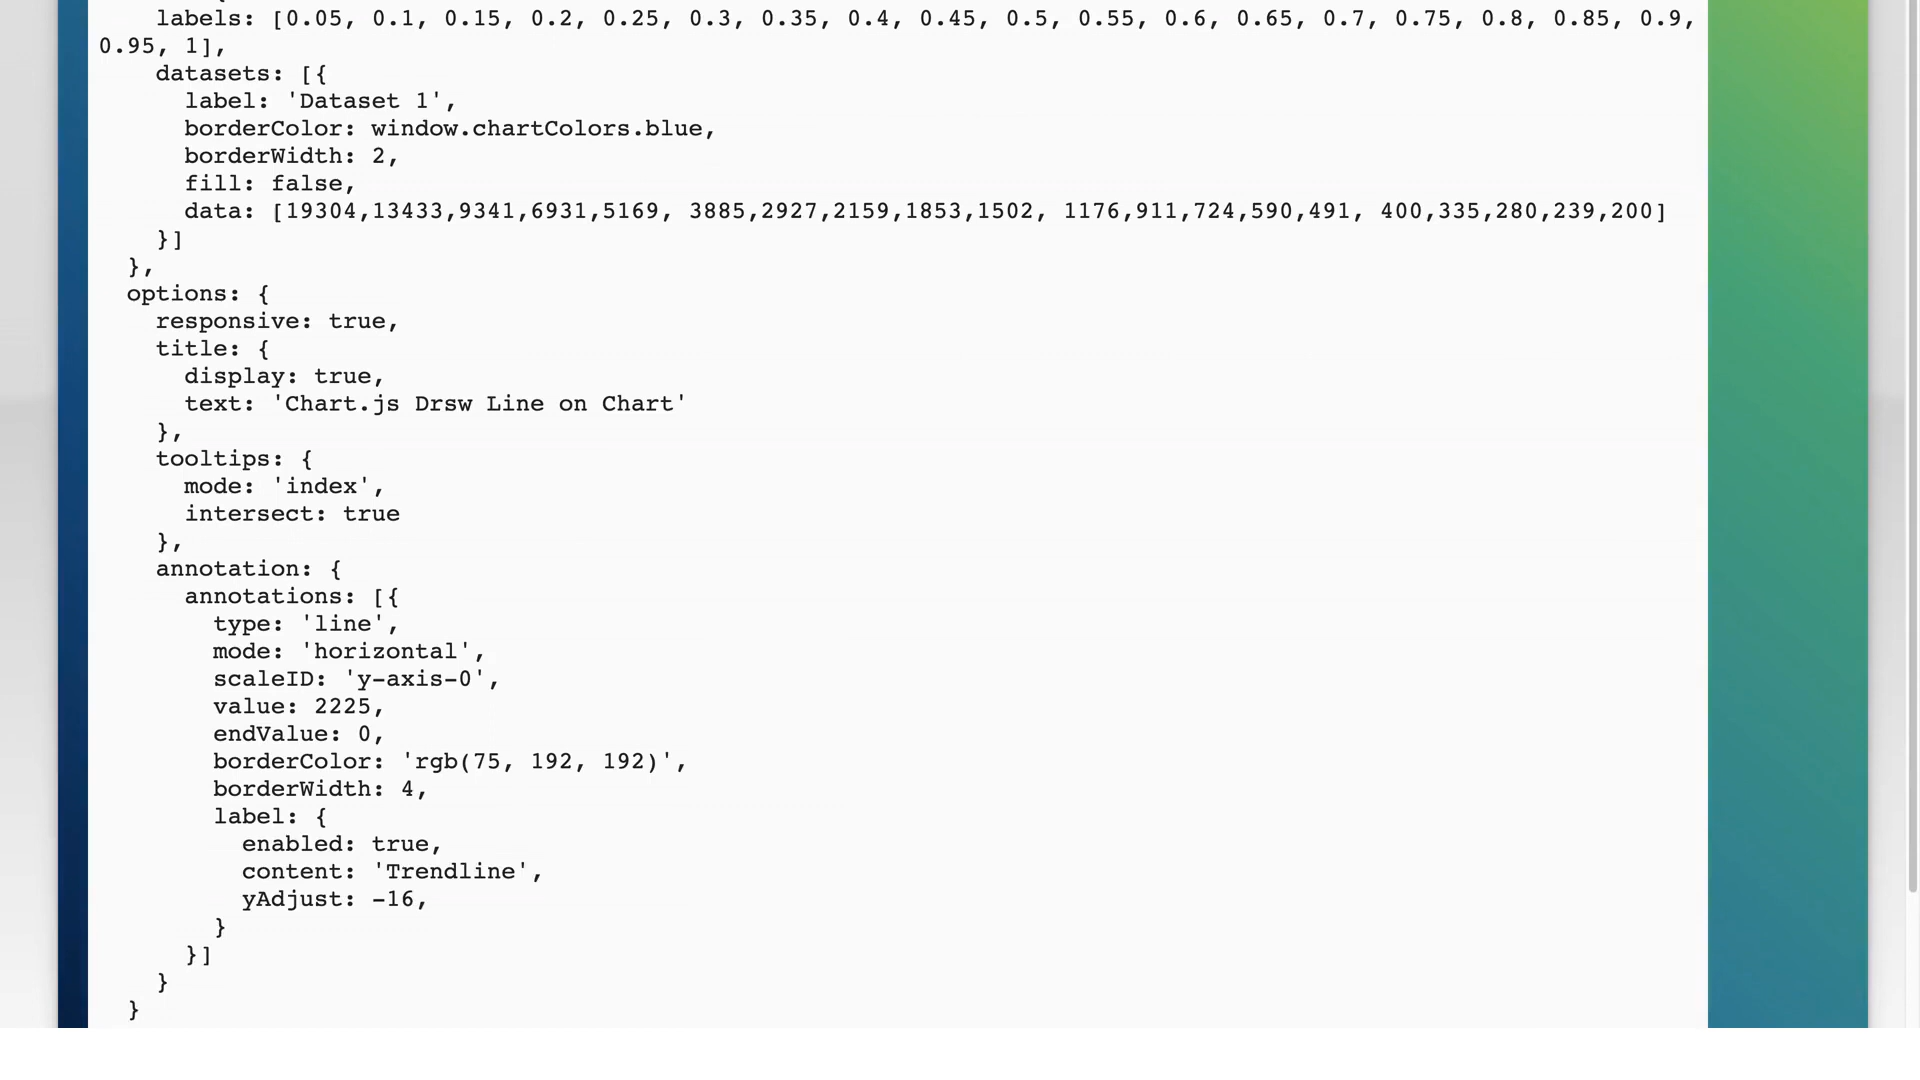 labels: [0.05, 0.1, 0.15, 0.2, 0.25, 0.3, 0.35, 0.4, 0.45, 0.5, 0.55, 0.6, 0.65, 0.7, 0.75, 0.8, 0.85, 0.9,
0.95, 1],
datasets: [{
label: 'Dataset 1',
borderColor: window.chartColors.blue,
borderWidth: 2,
fill: false,
data: [19304,13433,9341,6931,5169, 3885,2927,2159,1853,1502, 1176,911,724,590,491, 400,335,280,239,200]
}]
},
options: {
responsive: true,
title: {
display: true,
text: 'Chart.js Drsw Line on Chart'
},
tooltips: {
mode: 'index',
intersect: true
},
annotation: {
annotations: [{
type: 'line',
mode: 'horizontal',
scaleID: 'y-axis-0',
value: 2225,
endValue: 0,
borderColor: 'rgb(75, 192, 192)',
borderWidth: 4,
label: {
enabled: true,
content: 'Trendline',
yAdjust: -16,
}
}]
}
}